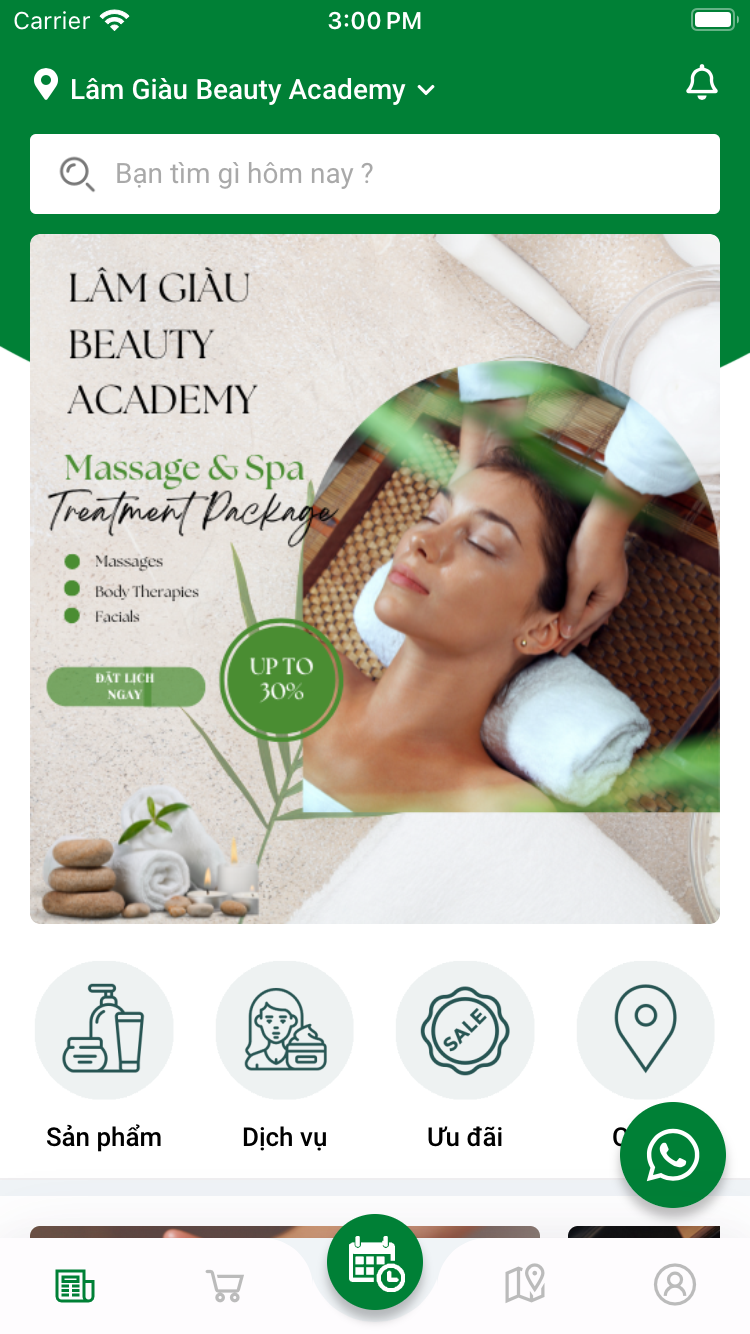 Carrier 3:00 PM
Lâm Giàu Beauty Academy
Bạn tìm gì hôm nay ?
LÂM GIÀU
BEAUTY
ACADEMY
Massage & Spa
Treatment Package
Massages
Body Therapies
Facials
ĐẶT LỊCH
NGAY
UP TO
30%
SALE
Sản phẩm Dịch vụ Ưu đãi